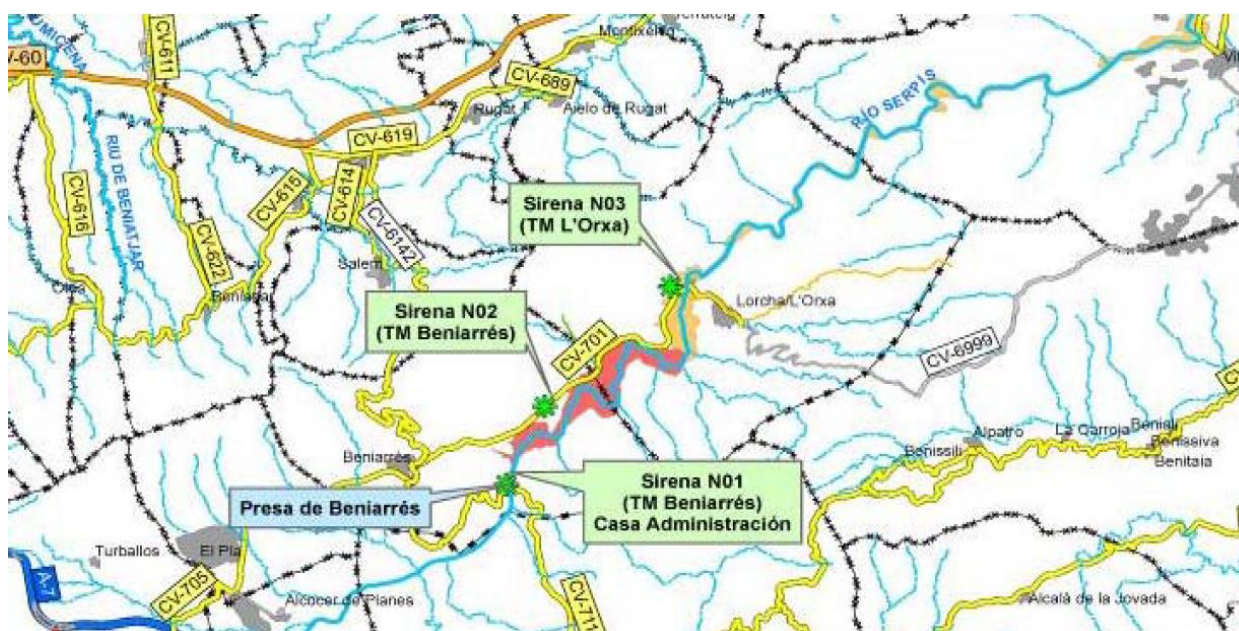 CV-611
Montixelvo
V-60
CV-689
Rugat
Aielo de Rugat
RÍO SERPIS
RIU DE BENIATJAR
CV-619
CV-616
CV-615
CV-614
CV-6142
CV-622
Salem
Sirena N03
(TM L'Orxa)
Sirena N02
(TM Beniarrés)
Lorcha/L'Orxa
CV-701
CV-6999
Beniarrés
Benissili
Alpatro
La Carroja
Benissiva
Benitaia
Sirena N01
(TM Beniarrés)
Casa Administración
Presa de Beniarrés
Turballos
El Pla
A-7
CV-705
Alcocer de Planes
CV-711
Alcalà de la Jovada